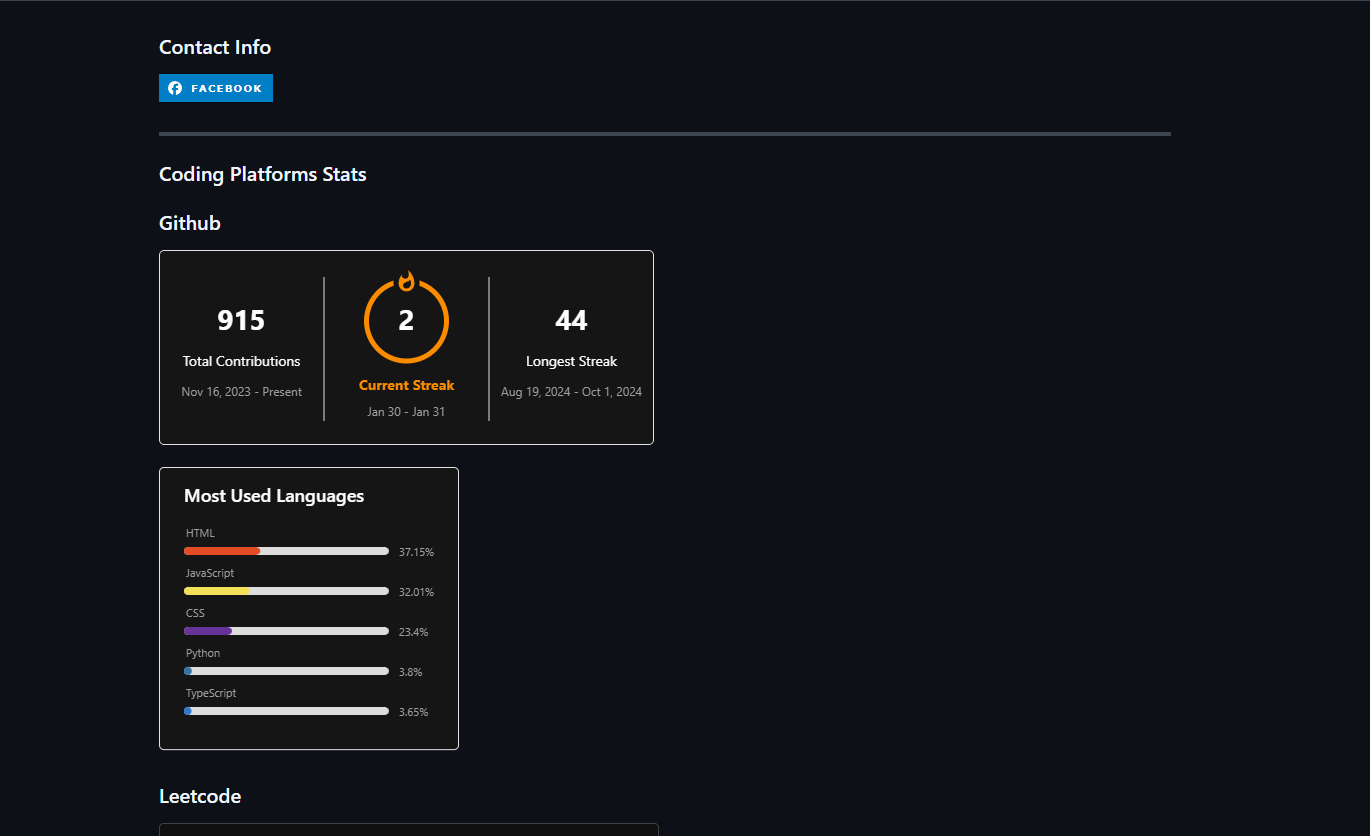 Contact Info
FACEBOOK
Coding Platforms Stats
Github
915
Total Contributions
Nov 16, 2023 - Present
2
Current Streak
Jan 30 - Jan 31
44
Longest Streak
Aug 19, 2024 - Oct 1, 2024
Most Used Languages
HTML
37.15%
JavaScript
32.01%
CSS
23.4%
Python
3.8%
TypeScript
3.65%
Leetcode